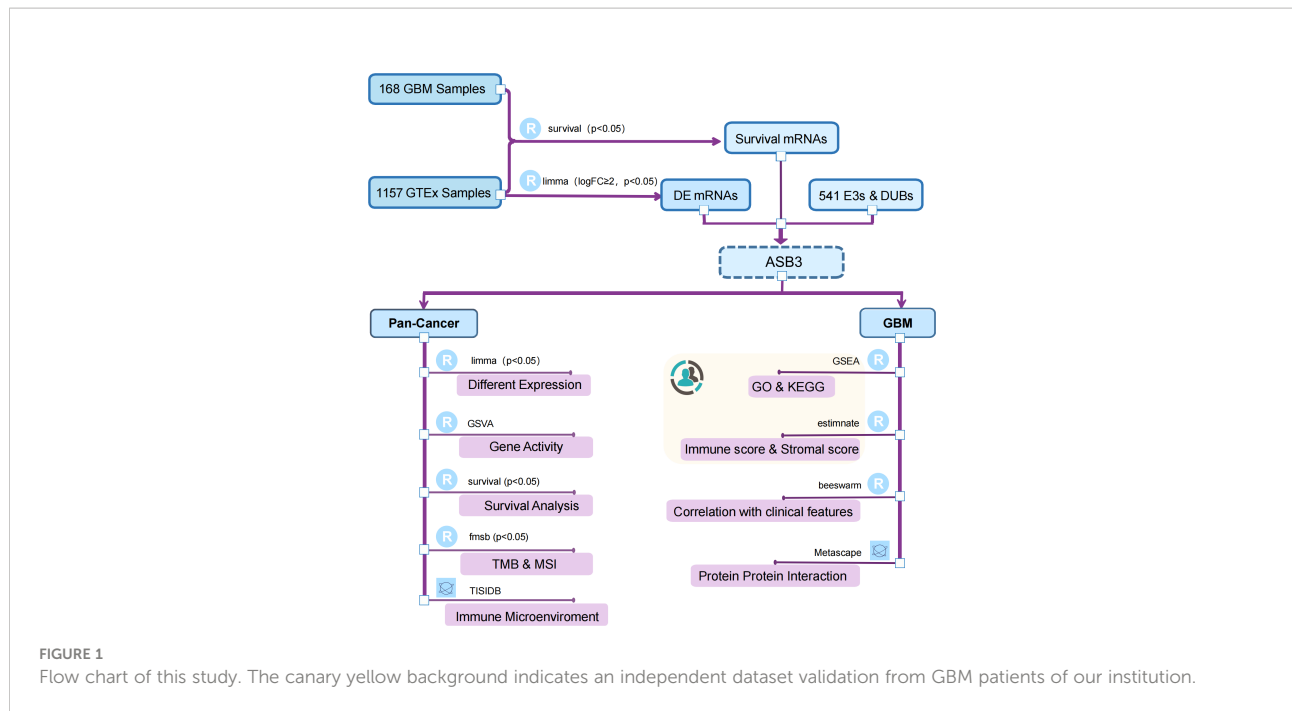 168 GBM Samples
R survival (p<0.05)
Survival mRNAs
1157 GTEx Samples
R limma (logFC≥2, p<0.05)
DE mRNAs
541 E3s & DUBs
ASB3
Pan-Cancer
R limma (p<0.05)
Different Expression
R GSVA
Gene Activity
R survival (p<0.05)
Survival Analysis
R fmsb (p<0.05)
TMB & MSI
TISIDB
Immune Microenviroment
GBM
GSEA R
GO & KEGG
estimnate R
Immune score & Stromal score
beeswarm R
Correlation with clinical features
Metascape
Protein Protein Interaction
FIGURE 1
Flow chart of this study. The canary yellow background indicates an independent dataset validation from GBM patients of our institution.